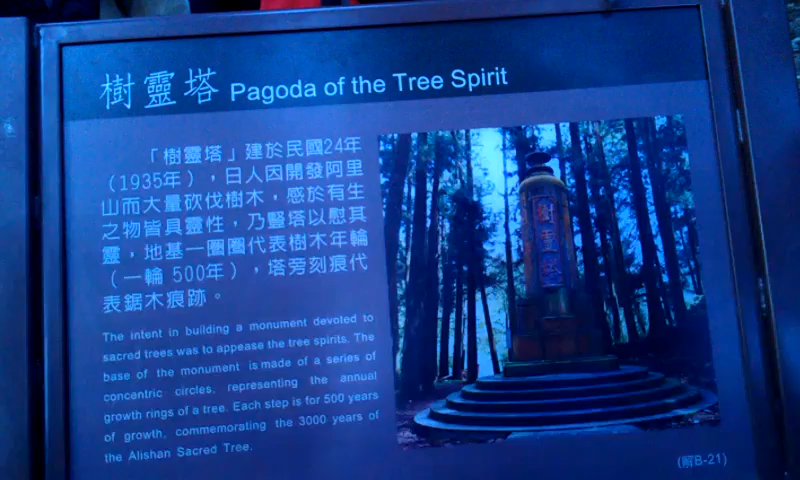 樹靈塔 Pagoda of the Tree Spirit
「樹靈塔」建於民國24年
（1935年），日人因開發阿里
山而大量砍伐樹木，感於有生
之物皆具靈性，乃豎塔以慰其
靈，地基一圈圈代表樹木年輪
（一輪 500年），塔旁刻痕代
表鋸木痕跡。
The intent in building a monument devoted to
sacred trees was to appease the tree spirits. The
base of the monument is made of a series of
concentric circles, representing the annual
growth rings of a tree. Each step is for 500 years
of growth, commemorating the 3000 years of
the Alishan Sacred Tree.
樹靈塔
(解B-21)